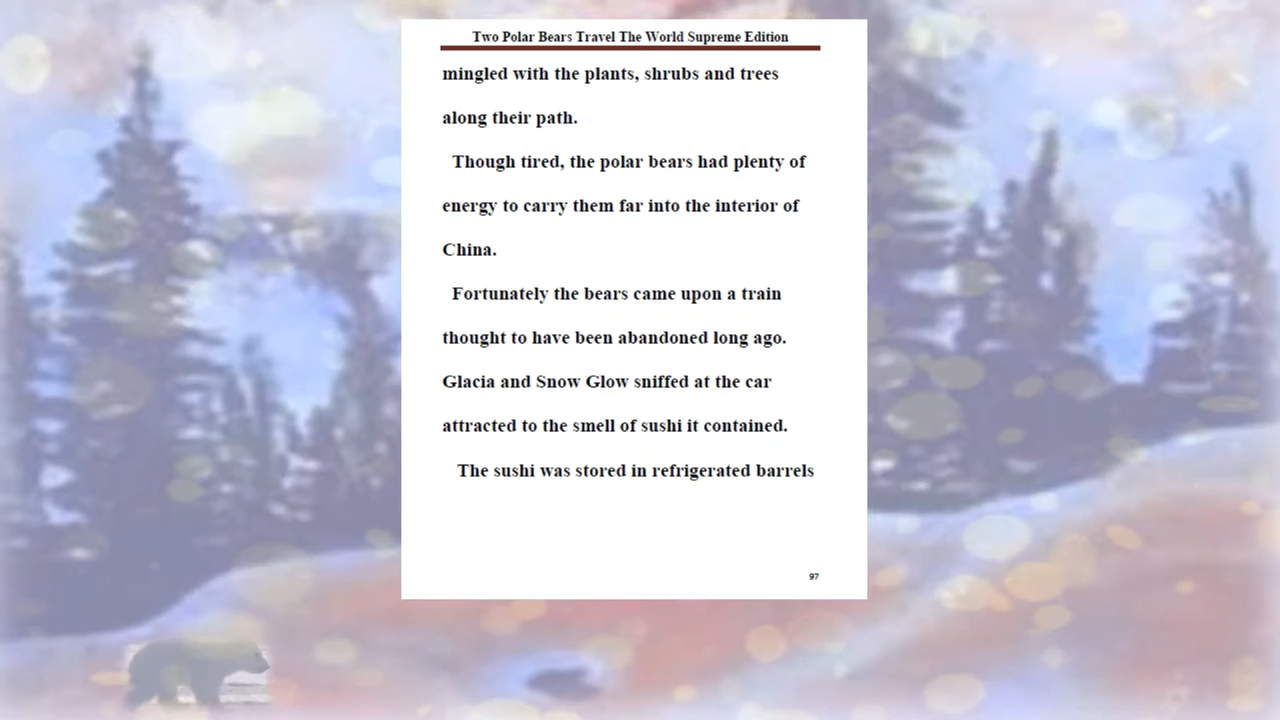 Two Polar Bears Travel The World Supreme Edition
mingled with the plants, shrubs and trees
along their path.
Though tired, the polar bears had plenty of
energy to carry them far into the interior of
China.
Fortunately the bears came upon a train
thought to have been abandoned long ago.
Glacia and Snow Glow sniffed at the car
attracted to the smell of sushi it contained.
The sushi was stored in refrigerated barrels
97